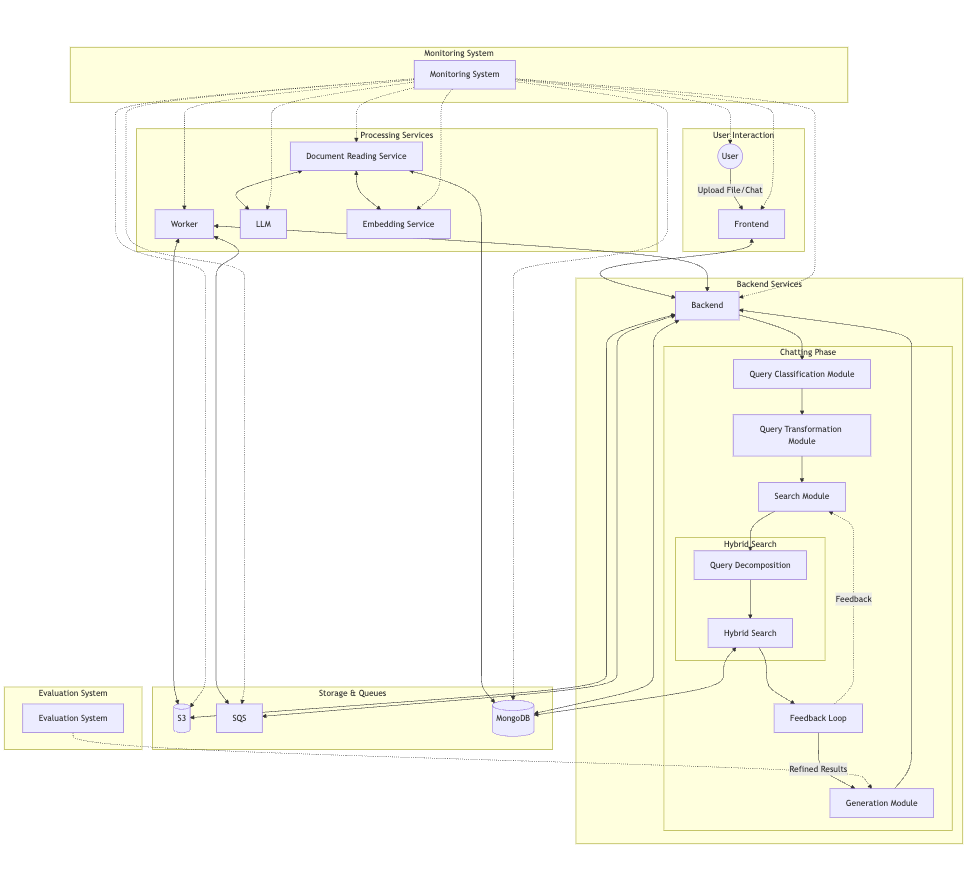 Monitoring System
Monitoring System
Processing Services
User Interaction
Document Reading Service
User
Upload File/Chat
Worker
LLM
Embedding Service
Frontend
Backend Services
Backend
Chatting Phase
Query Classification Module
Query Transformation
Module
Search Module
Hybrid Search
Query Decomposition
Feedback
Hybrid Search
Evaluation System
Storage & Queues
Evaluation System
S3
SQS
MongoDB
Feedback Loop
Refined Results
Generation Module